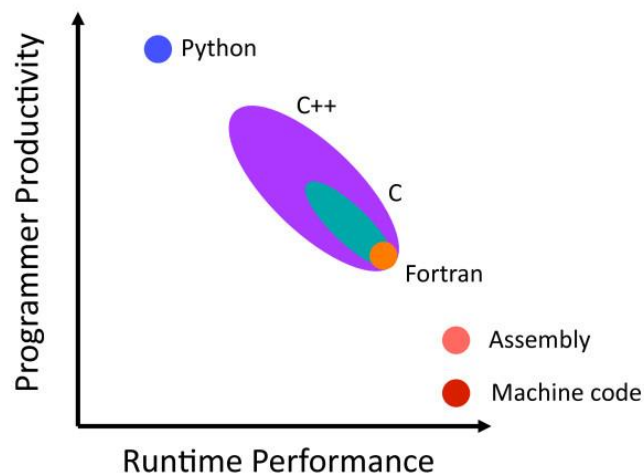 Programmer Productivity
Python
C++
C
Fortran
Assembly
Machine code
Runtime Performance